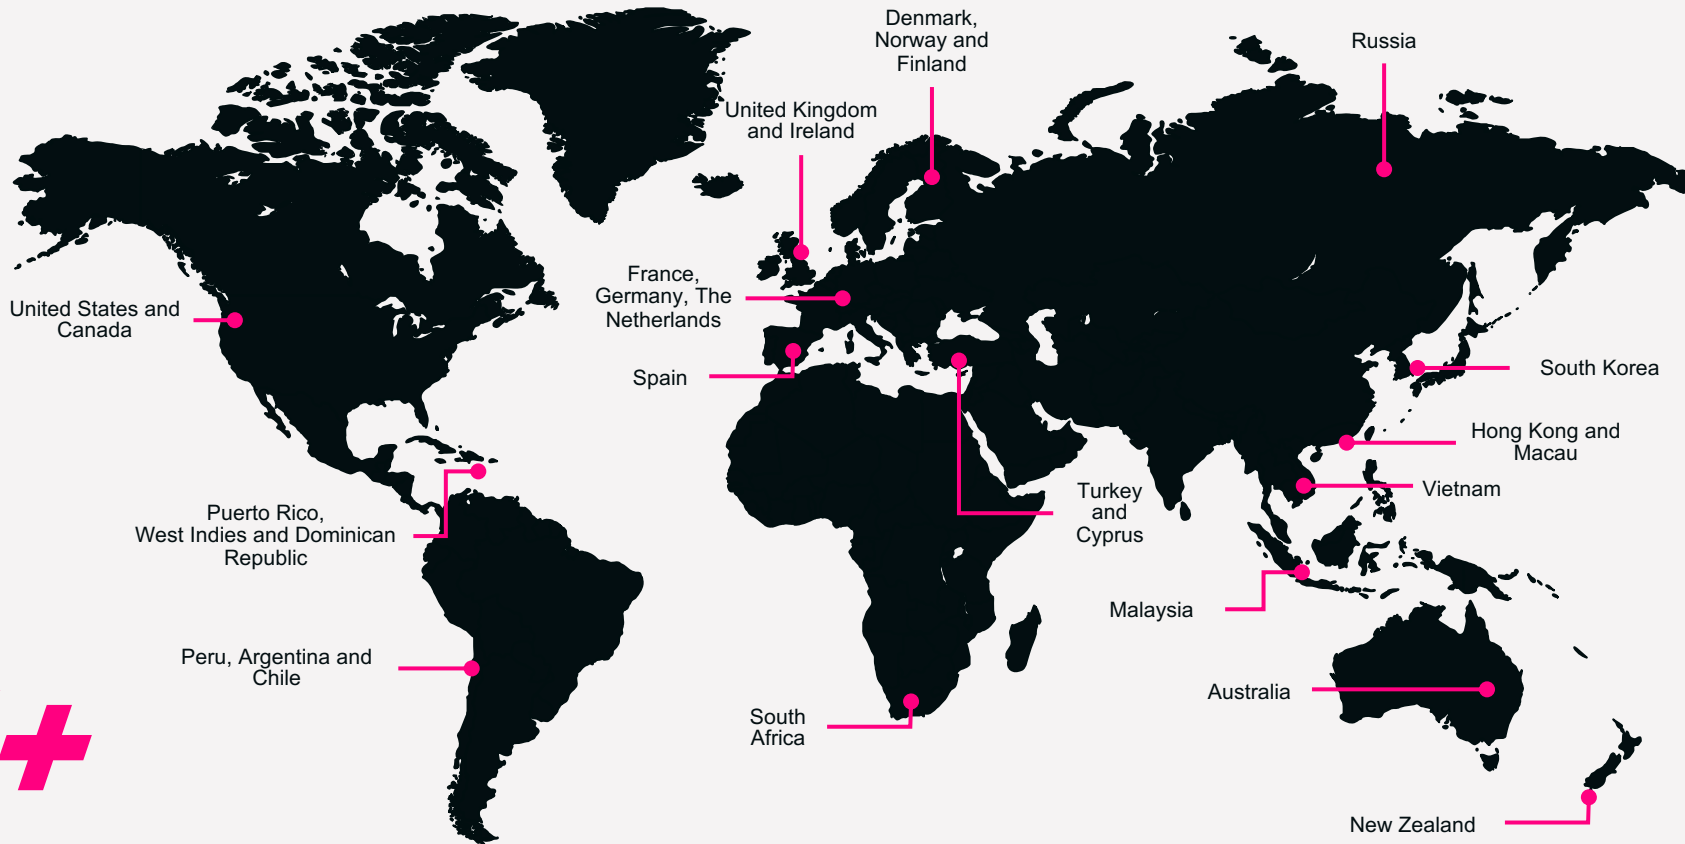 Denmark,
Norway and
Finland
Russia
United Kingdom
and Ireland
France,
Germany, The
Netherlands
United States and
Canada
Spain
South Korea
Hong Kong and
Macau
Vietnam
Turkey
and
Cyprus
Puerto Rico,
West Indies and Dominican
Republic
Malaysia
Peru, Argentina and
Chile
Australia
South
Africa
New Zealand